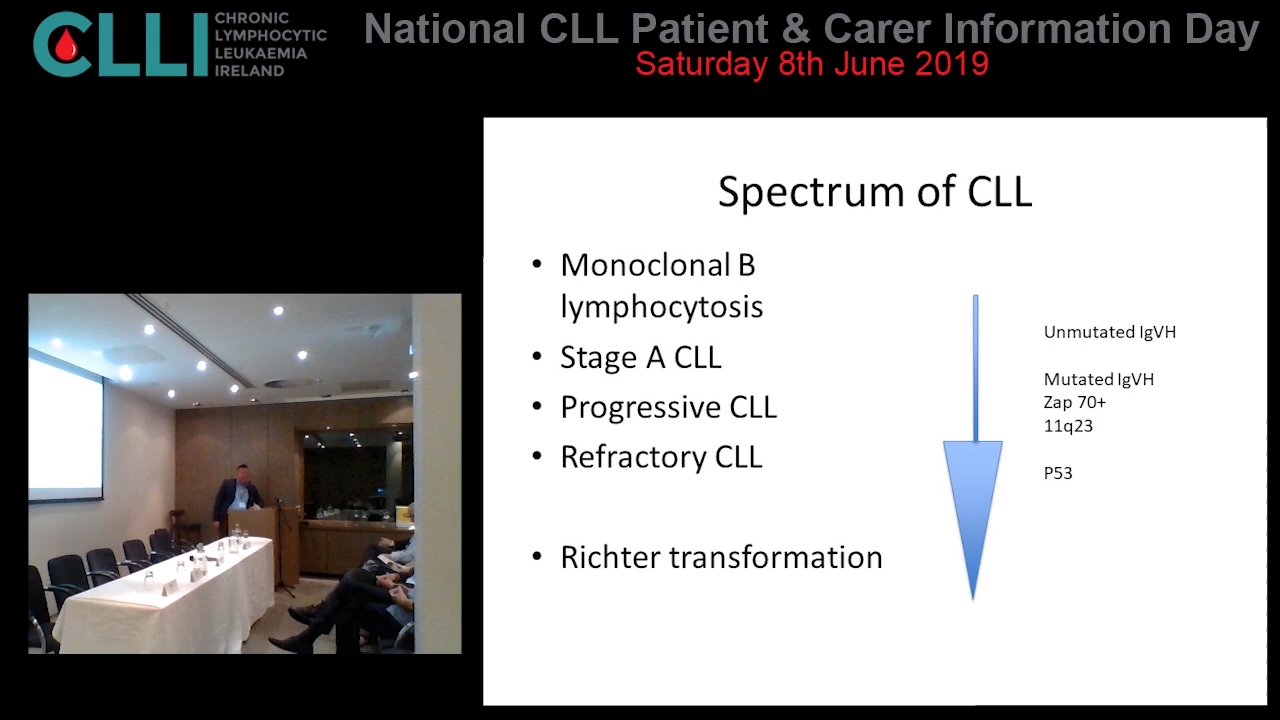 CLLI
CHRONIC
LYMPHOCYTIC
LEUKAEMIA
IRELAND
National CLL Patient & Carer Information Day
Saturday 8th June 2019
Spectrum of CLL
• Monoclonal B
lymphocytosis
• Stage A CLL
• Progressive CLL
• Refractory CLL
• Richter transformation
Unmutated IgVH
Mutated IgVH
Zap 70+
11q23
P53